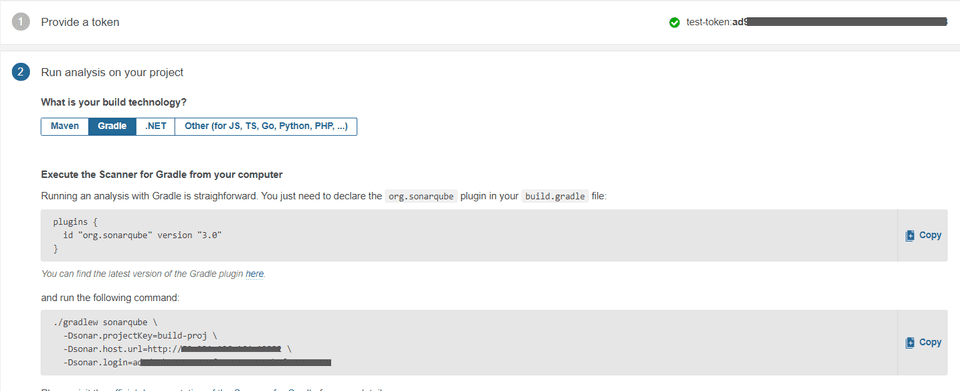 1 Provide a token
test-token:ad9
2 Run analysis on your project
What is your build technology?
Maven Gradle .NET Other (for JS, TS, Go, Python, PHP, ...)
Execute the Scanner for Gradle from your computer
Running an analysis with Gradle is straighforward. You just need to declare the org.sonarqube plugin in your build.gradle file:
plugins {
id "org.sonarqube" version "3.0"
}
Copy
You can find the latest version of the Gradle plugin here.
and run the following command:
./gradlew sonarqube \
-Dsonar.projectKey=build-proj \
-Dsonar.host.url=http:// \
-Dsonar.login=ad
Copy